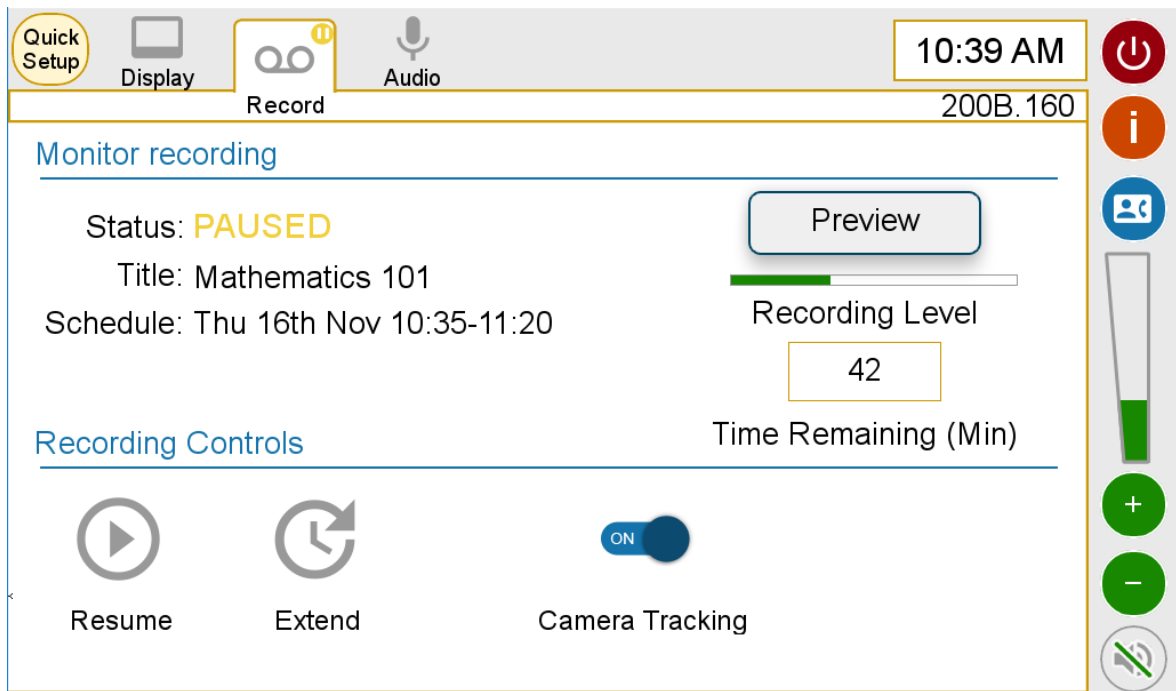 Quick
Setup
Display
Record
Audio
10:39 AM
200B.160
i
Monitor recording
Status: PAUSED
Title: Mathematics 101
Schedule: Thu 16th Nov 10:35-11:20
Preview
Recording Level
42
Time Remaining (Min)
Recording Controls
ON
Resume
Extend
Camera Tracking
+
−